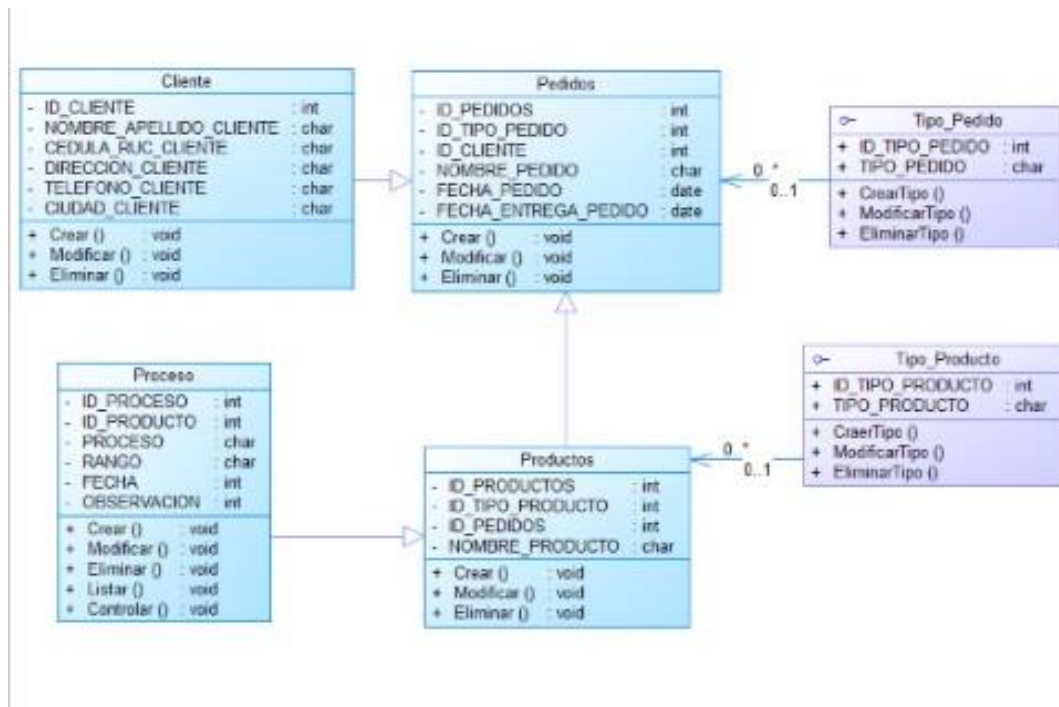 Cliente
- ID_CLIENTE : int
- NOMBRE_APELLIDO_CLIENTE : char
- CEDULA_RUC_CLIENTE : char
- DIRECCION_CLIENTE : char
- TELEFONO_CLIENTE : char
- CIUDAD_CLIENTE : char
+ Crear () : void
+ Modificar () : void
+ Eliminar () : void
Pedidos
- ID_PEDIDOS : int
- ID_TIPO_PEDIDO : int
- ID_CLIENTE : int
- NOMBRE_PEDIDO : char
- FECHA_PEDIDO : date
- FECHA_ENTREGA_PEDIDO : date
+ Crear () : void
+ Modificar () : void
+ Eliminar () : void
0..*
0..1
Tipo_Pedido
+ ID_TIPO_PEDIDO : int
+ TIPO_PEDIDO : char
+ CrearTipo ()
+ ModificarTipo ()
+ EliminarTipo ()
Proceso
- ID_PROCESO : int
- ID_PRODUCTO : int
- PROCESO : char
- RANGO : char
- FECHA : int
- OBSERVACION : int
+ Crear () : void
+ Modificar () : void
+ Eliminar () : void
+ Listar () : void
+ Controlar () : void
Productos
- ID_PRODUCTOS : int
- ID_TIPO_PRODUCTO : int
- ID_PEDIDOS : int
- NOMBRE_PRODUCTO : char
+ Crear () : void
+ Modificar () : void
+ Eliminar () : void
0..*
0..1
Tipo_Producto
+ ID_TIPO_PRODUCTO : int
+ TIPO_PRODUCTO : char
+ CraerTipo ()
+ ModificarTipo ()
+ EliminarTipo ()